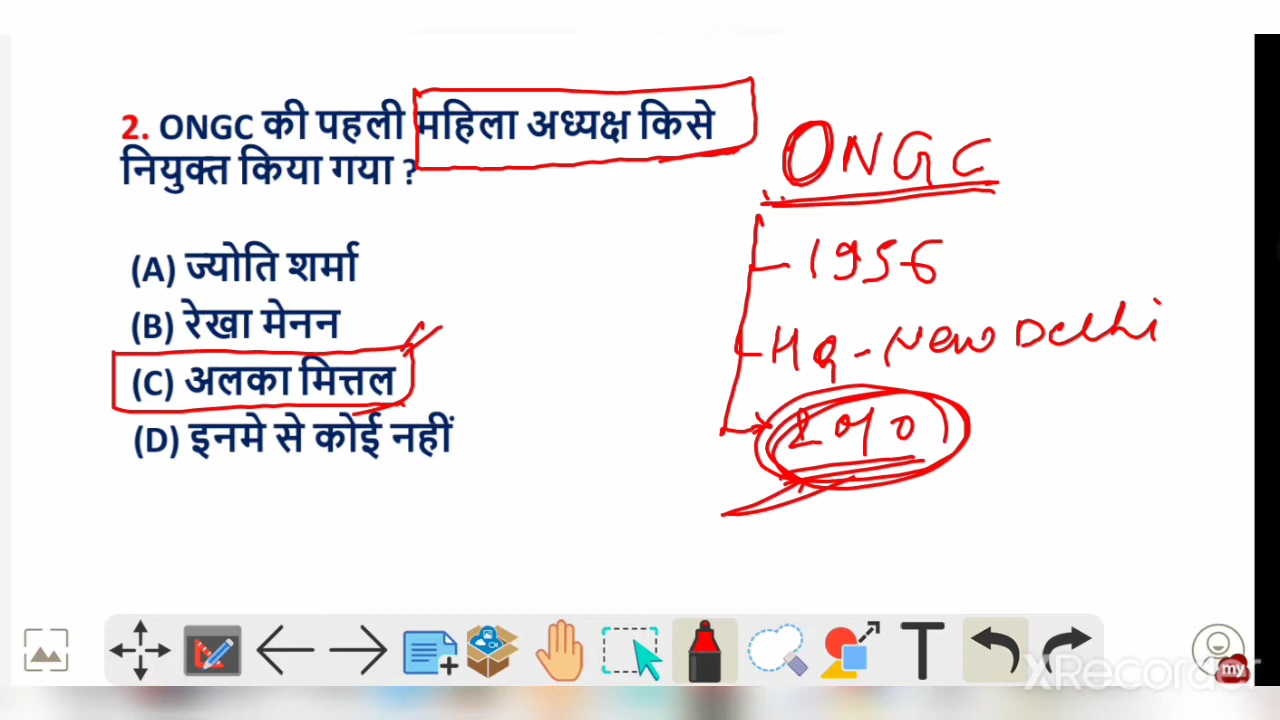 2. ONGC की पहली महिला अध्यक्ष किसे
नियुक्त किया गया ?
(A) ज्योति शर्मा
(B) रेखा मेनन
(C) अलका मित्तल
(D) इनमे से कोई नहीं
ONGC
1956
HQ - New Delhi
T
XRecorder
my